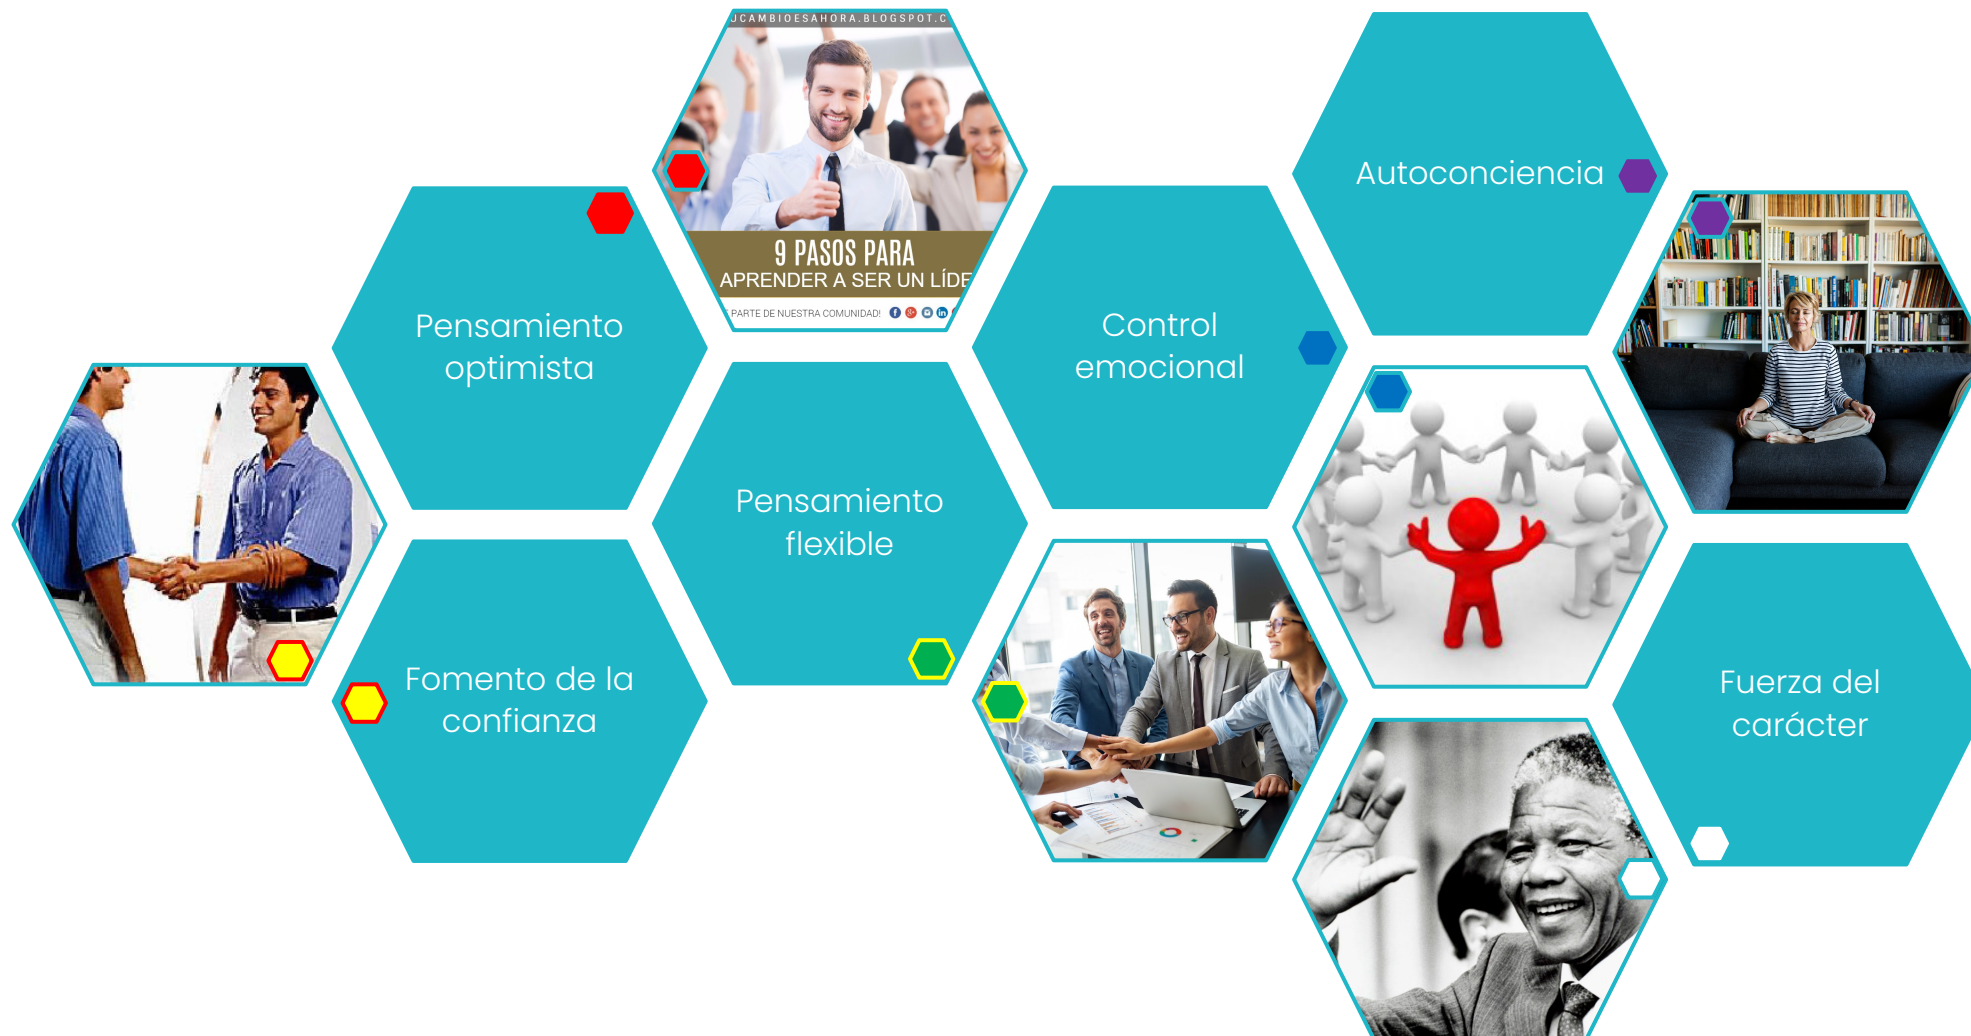 UCAMBIOESAHORA.BLOGSPOT.C
9 PASOS PARA
APRENDER A SER UN LÍDE
PARTE DE NUESTRA COMUNIDAD!
Pensamiento
optimista
Fomento de la
confianza
Pensamiento
flexible
Control
emocional
Autoconciencia
Fuerza del
carácter